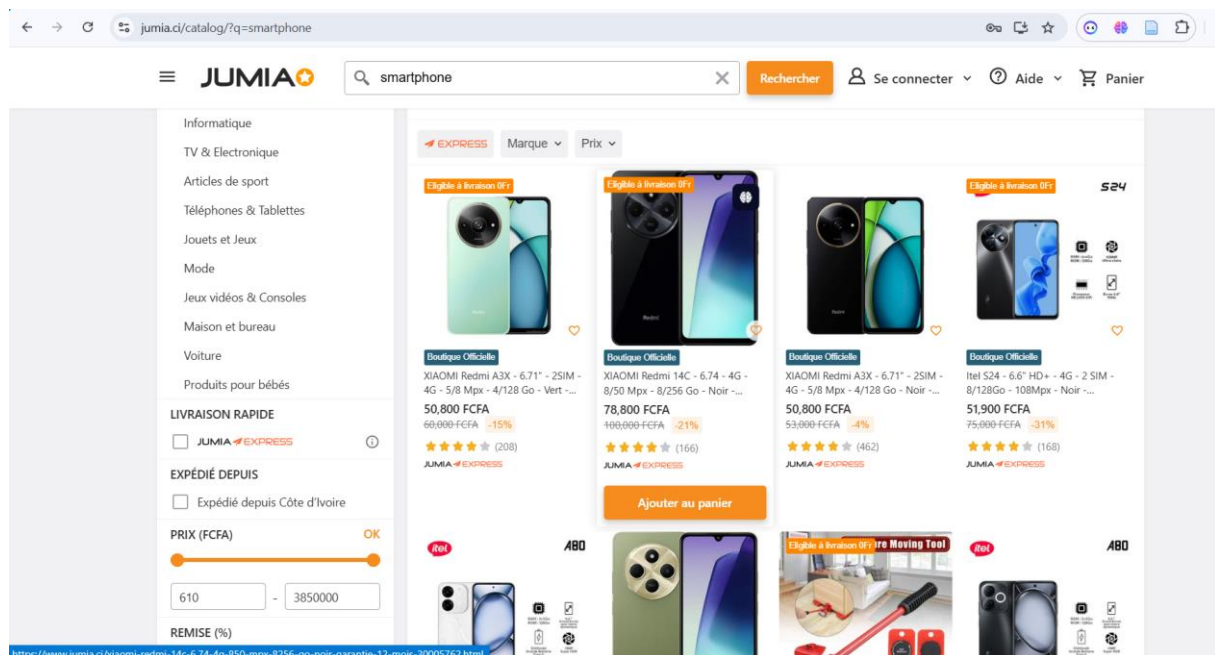 jumia.ci/catalog/?q=smartphone
JUMIA
smartphone
Rechercher
Se connecter
Aide
Panier
Informatique
TV & Electronique
Articles de sport
Téléphones & Tablettes
Jouets et Jeux
Mode
Jeux vidéos & Consoles
Maison et bureau
Voiture
Produits pour bébés
LIVRAISON RAPIDE
JUMIA EXPRESS
EXPÉDIÉ DEPUIS
Expédié depuis Côte d'Ivoire
PRIX (FCFA)
OK
610 - 3850000
REMISE (%)
EXPRESS
Marque
Prix
Eligible à livraison 0Fr
Redmi
Boutique Officielle
XIAOMI Redmi A3X - 6.71" - 2SIM -
4G - 5/8 Mpx - 4/128 Go - Vert -...
50,800 FCFA
60,000 FCFA -15%
(208)
JUMIA EXPRESS
Eligible à livraison 0Fr
Redmi
Boutique Officielle
XIAOMI Redmi 14C - 6.74 - 4G -
8/50 Mpx - 8/256 Go - Noir -...
78,800 FCFA
100,000 FCFA -21%
(166)
JUMIA EXPRESS
Ajouter au panier
Redmi
Boutique Officielle
XIAOMI Redmi A3X - 6.71" - 2SIM -
4G - 5/8 Mpx - 4/128 Go - Noir -...
50,800 FCFA
53,000 FCFA -4%
(462)
JUMIA EXPRESS
Eligible à livraison 0Fr
S24
Boutique Officielle
Itel S24 - 6.6" HD+ - 4G - 2 SIM -
8/128Go - 108Mpx - Noir -...
51,900 FCFA
75,000 FCFA -31%
(168)
JUMIA EXPRESS
itel
A80
Eligible à livraison 0Fr
re Moving Tool
itel
A80
https://www.jumia.ci/xiaomi-redmi-14c-6.74-4g-850-mpx-8256-go-noir-garantie-12-mois-20005762.html